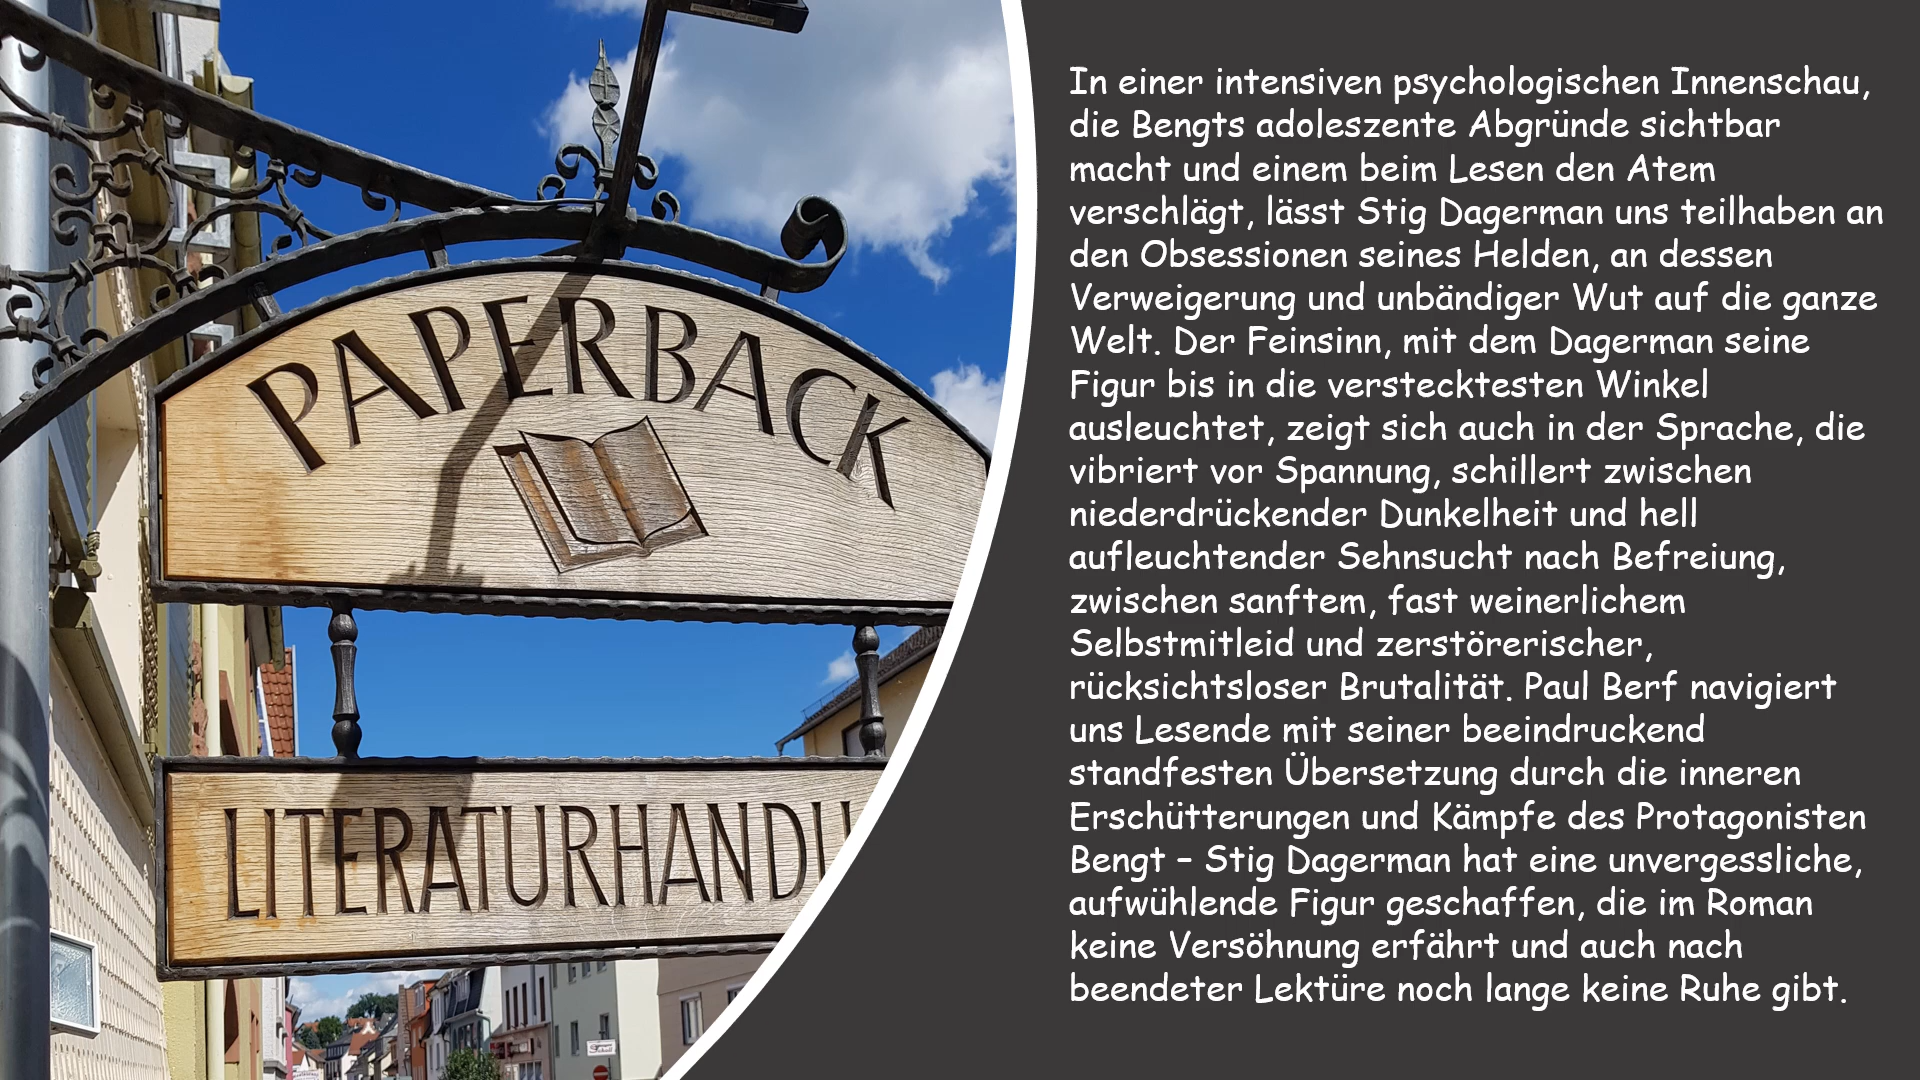 PAPERBACK
LITERATURHANDLU
In einer intensiven psychologischen Innenschau,
die Bengts adoleszente Abgründe sichtbar
macht und einem beim Lesen den Atem
verschlägt, lässt Stig Dagerman uns teilhaben an
den Obsessionen seines Helden, an dessen
Verweigerung und unbändiger Wut auf die ganze
Welt. Der Feinsinn, mit dem Dagerman seine
Figur bis in die verstecktesten Winkel
ausleuchtet, zeigt sich auch in der Sprache, die
vibriert vor Spannung, schillert zwischen
niederdrückender Dunkelheit und hell
aufleuchtender Sehnsucht nach Befreiung,
zwischen sanftem, fast weinerlichem
Selbstmitleid und zerstörerischer,
rücksichtsloser Brutalität. Paul Berf navigiert
uns Lesende mit seiner beeindruckend
standfesten Übersetzung durch die inneren
Erschütterungen und Kämpfe des Protagonisten
Bengt – Stig Dagerman hat eine unvergessliche,
aufwühlende Figur geschaffen, die im Roman
keine Versöhnung erfährt und auch nach
beendeter Lektüre noch lange keine Ruhe gibt.